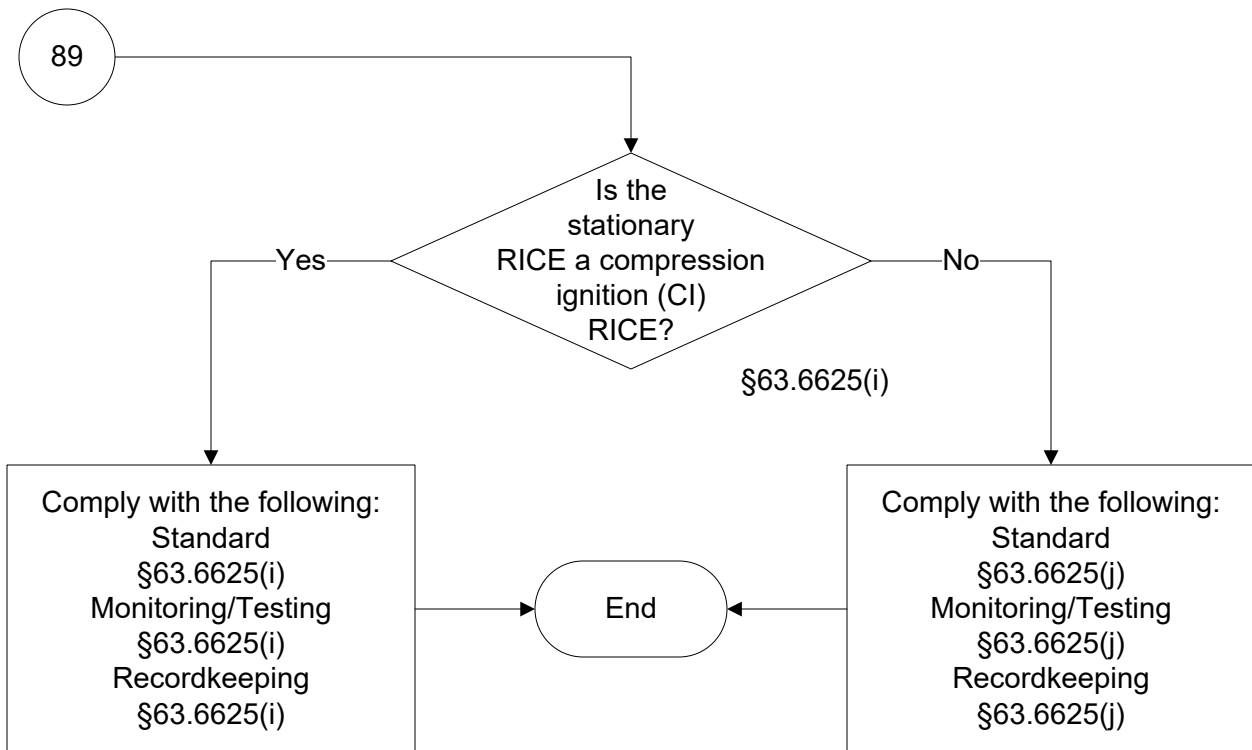 89
Is the
stationary
RICE a compression
ignition (CI)
RICE?
Yes
No
§63.6625(i)
Comply with the following:
Standard
§63.6625(i)
Monitoring/Testing
§63.6625(i)
Recordkeeping
§63.6625(i)
End
Comply with the following:
Standard
§63.6625(j)
Monitoring/Testing
§63.6625(j)
Recordkeeping
§63.6625(j)